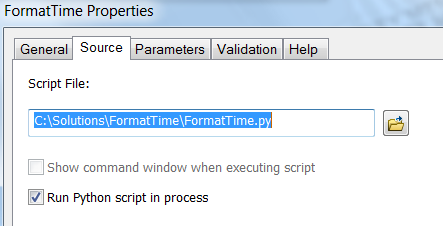 FormatTime Properties
General Source Parameters Validation Help
Script File:
C:\Solutions\FormatTime\FormatTime.py
Show command window when executing script
Run Python script in process